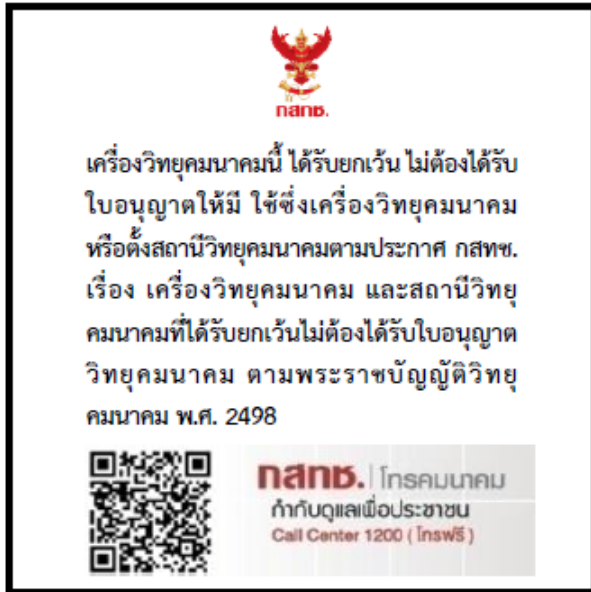 กสทช.
เครื่องวิทยุคมนาคมนี้ ได้รับยกเว้น ไม่ต้องได้รับ
ใบอนุญาตให้มี ใช้ซึ่งเครื่องวิทยุคมนาคม
หรือตั้งสถานีวิทยุคมนาคมตามประกาศ กสทช.
เรื่อง เครื่องวิทยุคมนาคม และสถานีวิทยุ
คมนาคมที่ได้รับยกเว้นไม่ต้องได้รับใบอนุญาต
วิทยุคมนาคม ตามพระราชบัญญัติวิทยุ
คมนาคม พ.ศ. 2498
กสทช. | โทรคมนาคม
กำกับดูแลเพื่อประชาชน
Call Center 1200 ( โทรฟรี )